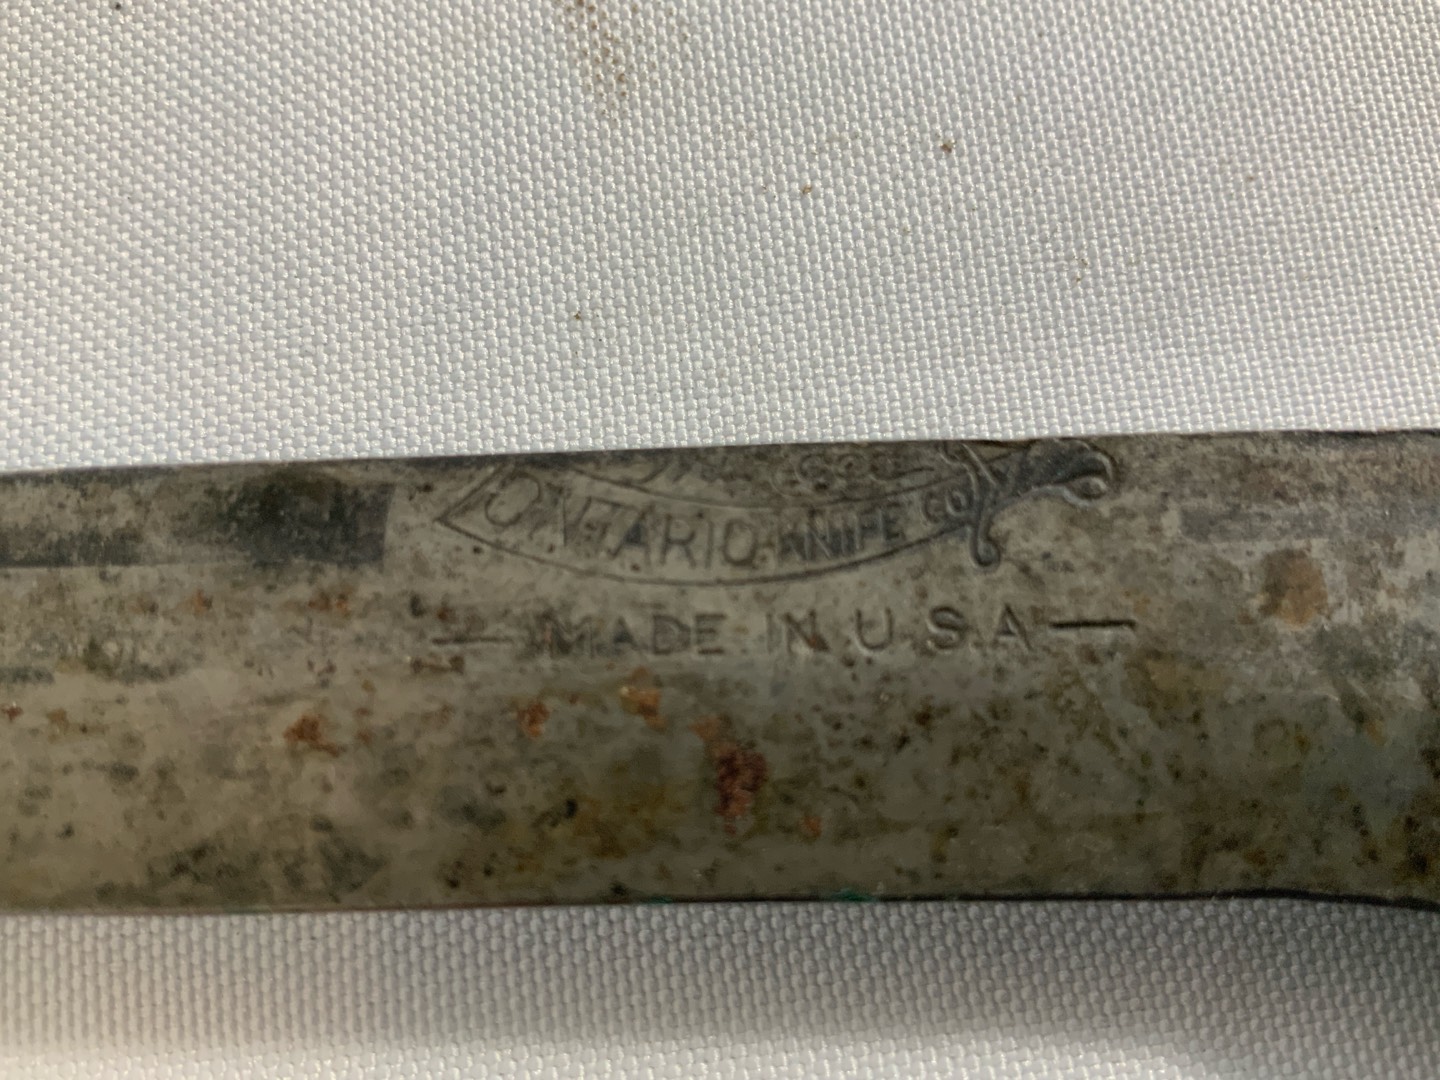 ONTARIO KNIFE CO
— MADE IN U.S.A —